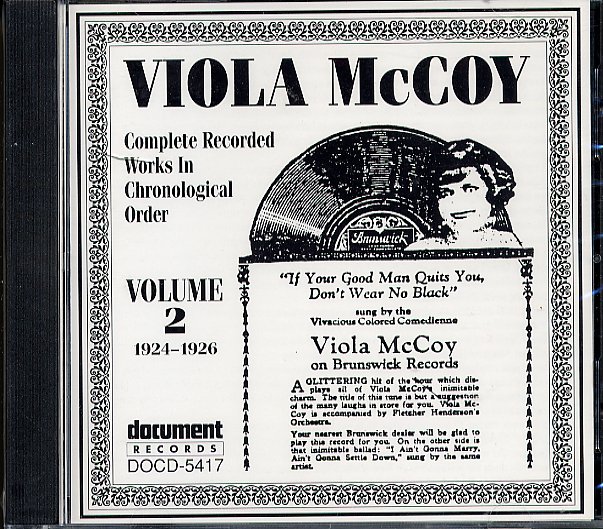 VIOLA McCOY
Complete Recorded
Works In
Chronological
Order
Brunswick
VOLUME
2
1924-1926
"If Your Good Man Quits You,
Don't Wear No Black"
sung by the
Vivacious Colored Comedienne
Viola McCoy
on Brunswick Records
A GLITTERING hit of the hour which dis-
plays all of Viola McCoy's inimitable
charm. The title of this tune is but a suggestion
of the many laughs in store for you. Viola Mc-
Coy is accompanied by Fletcher Henderson's
Orchestra.
Your nearest Brunswick dealer will be glad to
play this record for you. On the other side is
that inimitable ballad: "I Ain't Gonna Marry,
Ain't Gonna Settle Down," sung by the same
artist.
document
RECORDS
DOCD-5417